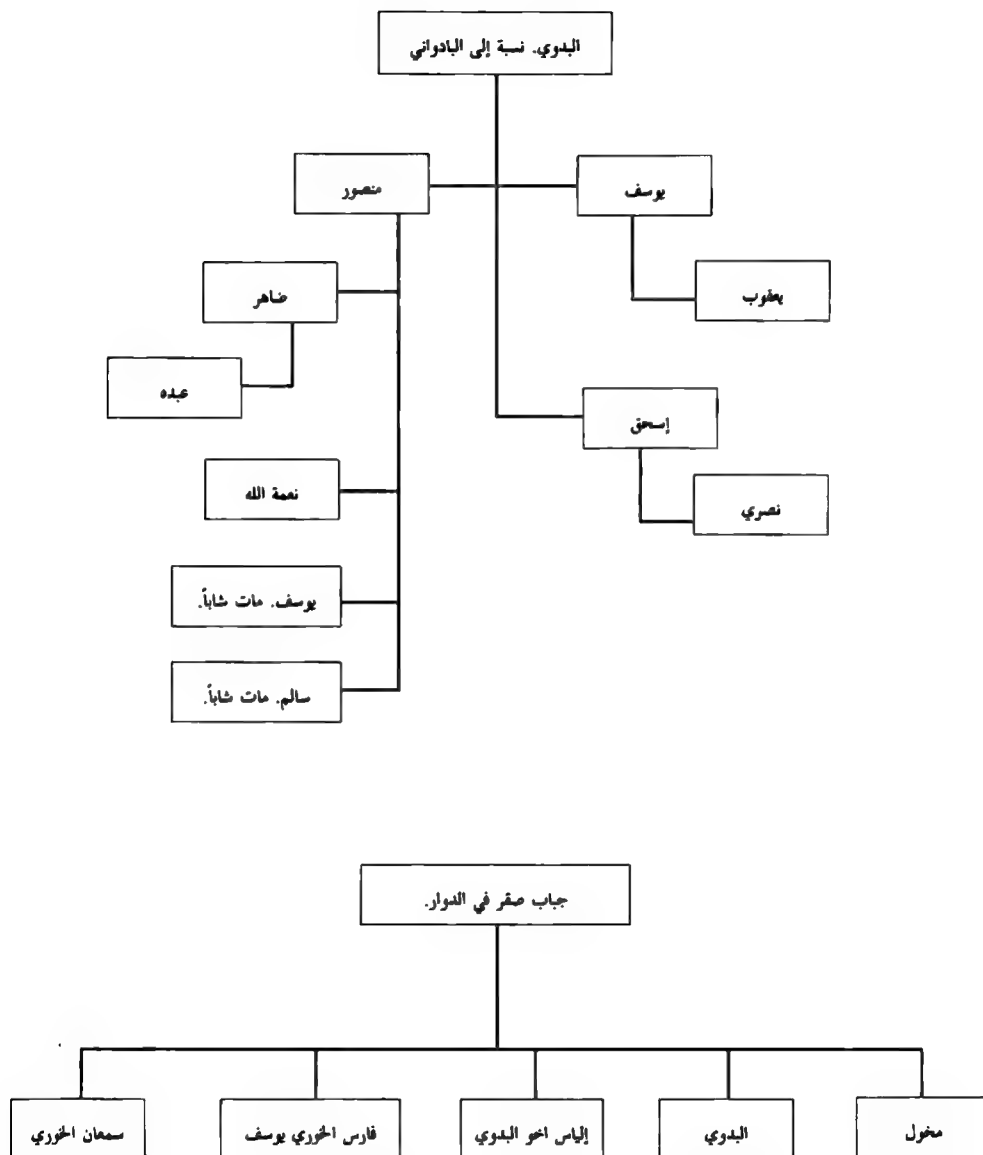 البدوي. نسبة إلى البادواني
يوسف
منصور
يعقوب
ضاهر
عبده
إسحق
نصري
نعمة الله
يوسف. مات شاباً.
سالم. مات شاباً.
جباب صقر في الدوار.
مخول
البدوي
إلياس اخو البدوي
فارس الخوري يوسف
سمعان الخوري